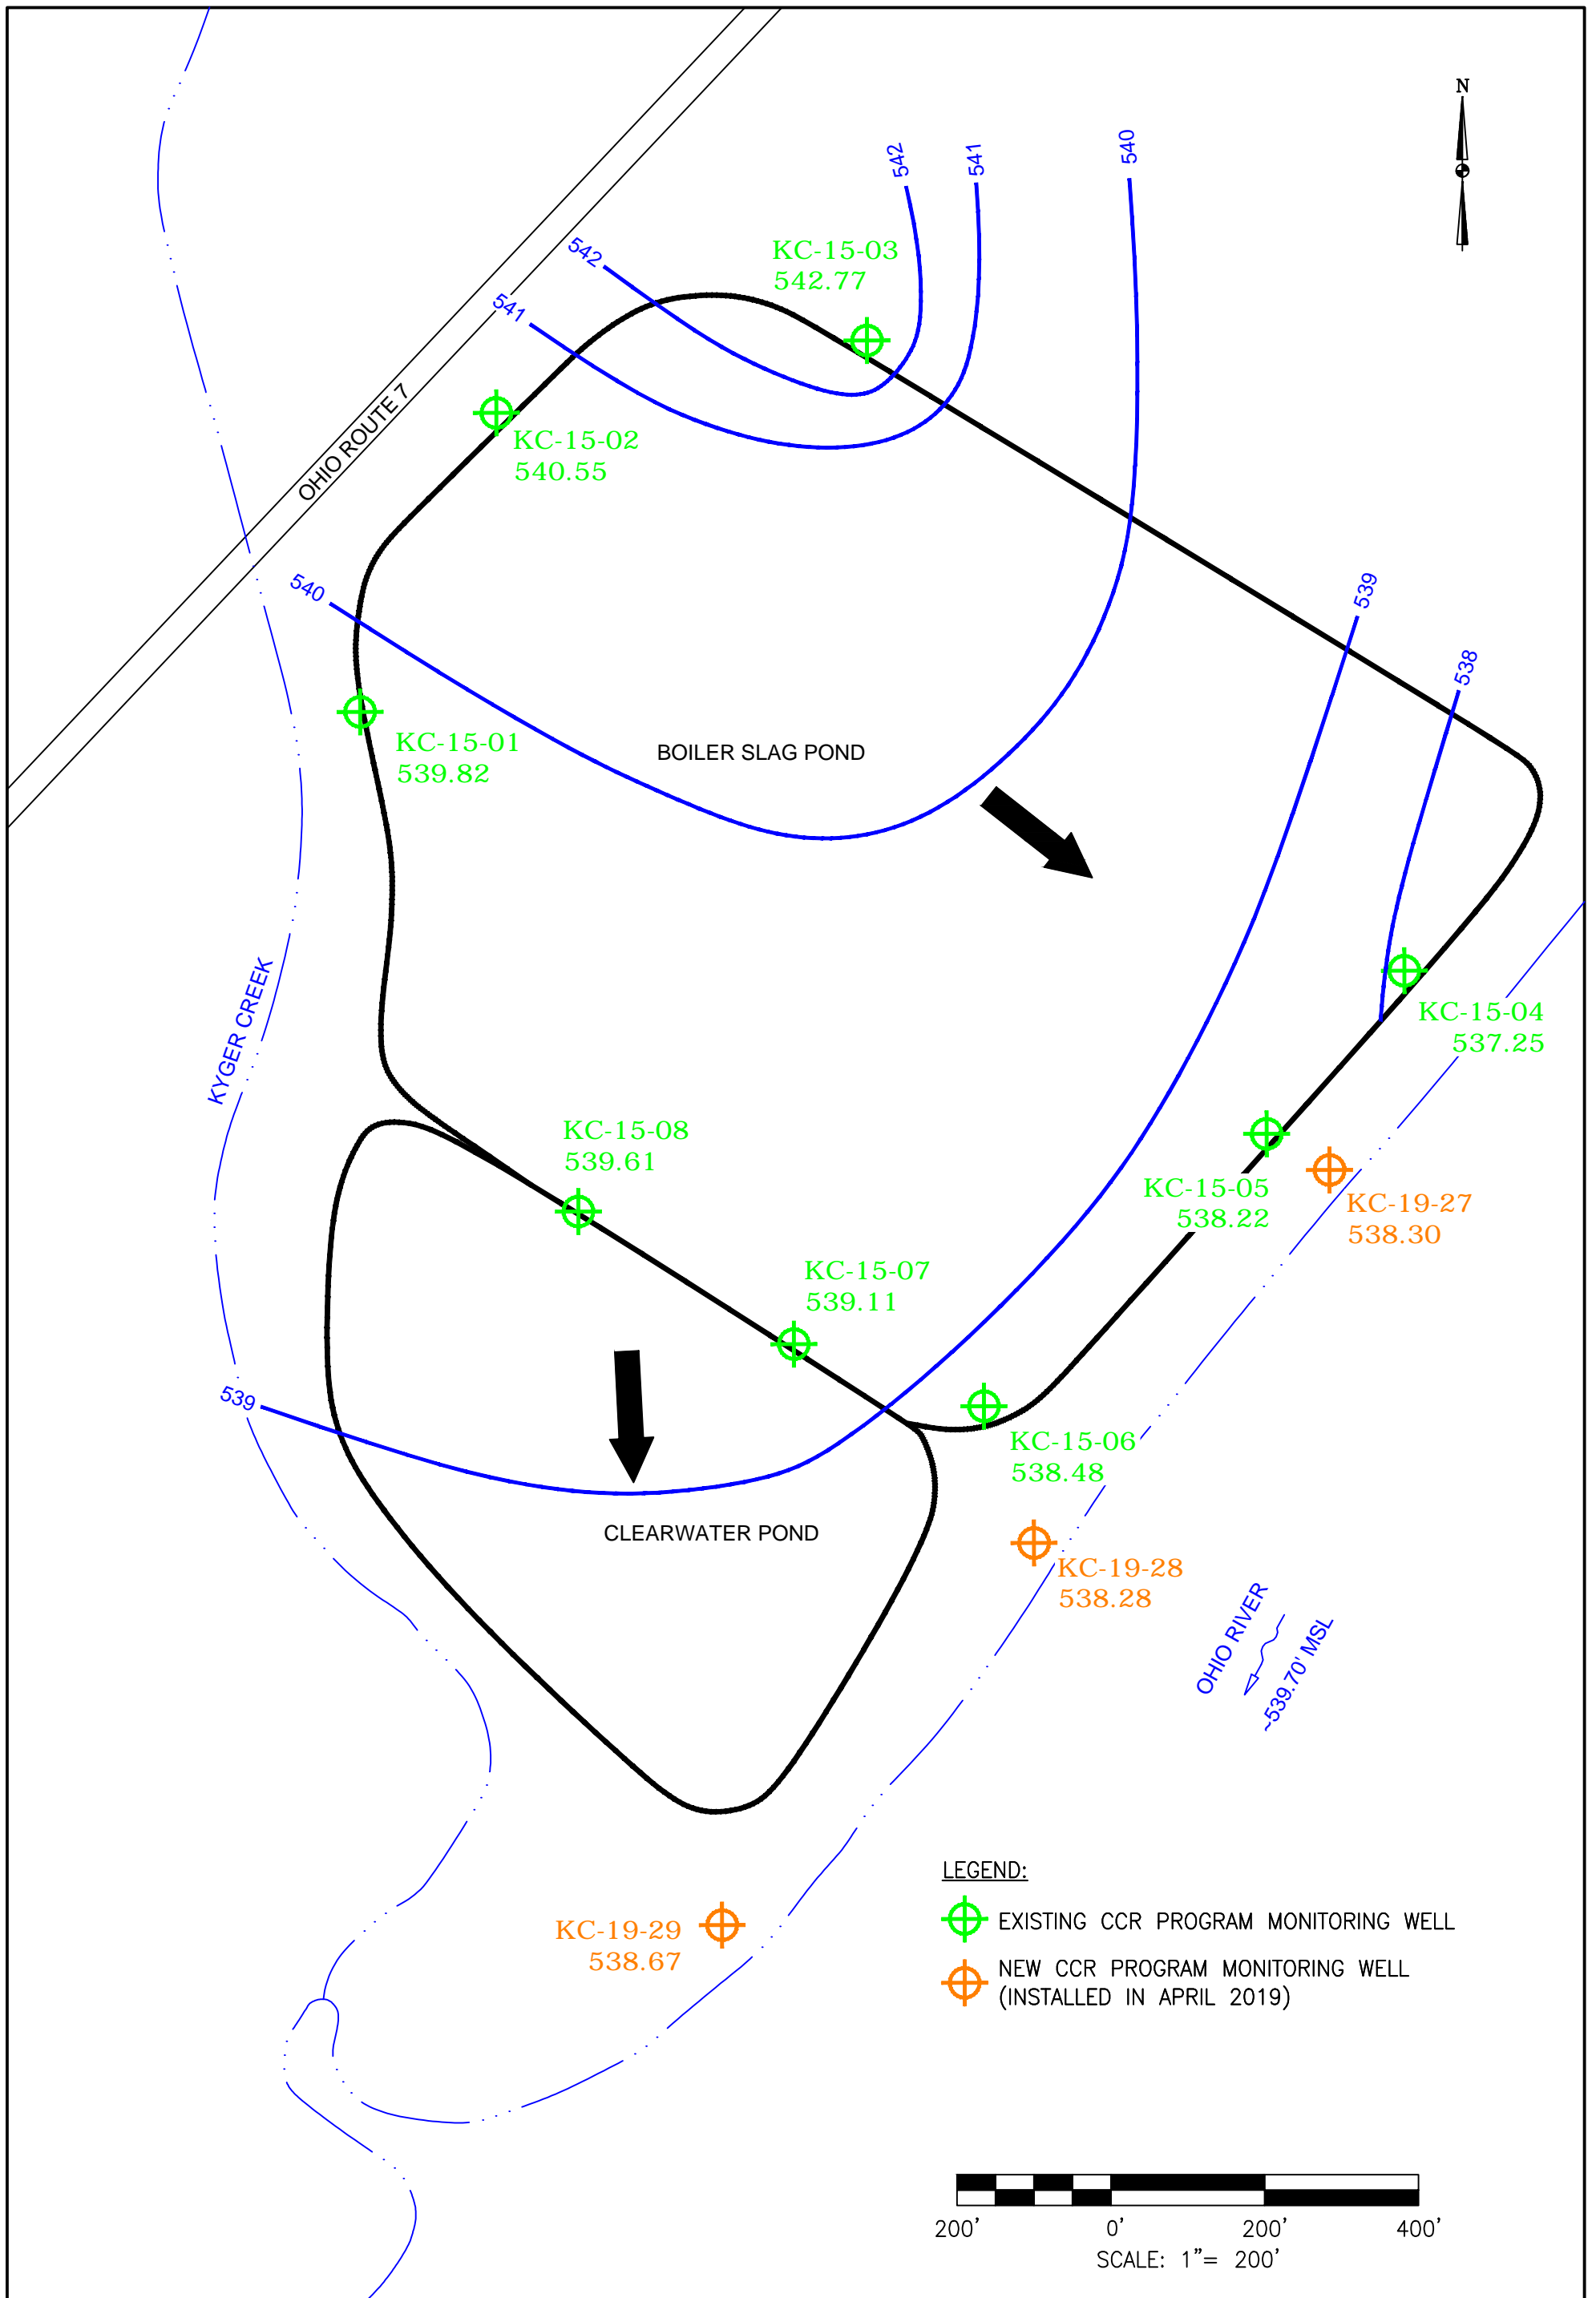 N
542
541
540
542
KC-15-03
542.77
541
OHIO ROUTE 7
KC-15-02
540.55
540
539
538
KC-15-01
539.82
BOILER SLAG POND
KYGER CREEK
KC-15-04
537.25
KC-15-08
539.61
KC-15-05
538.22
KC-19-27
538.30
KC-15-07
539.11
539
KC-15-06
538.48
CLEARWATER POND
KC-19-28
538.28
OHIO RIVER
~539.70' MSL
LEGEND:
EXISTING CCR PROGRAM MONITORING WELL
KC-19-29
538.67
NEW CCR PROGRAM MONITORING WELL
(INSTALLED IN APRIL 2019)
200' 0' 200' 400'
SCALE: 1"= 200'